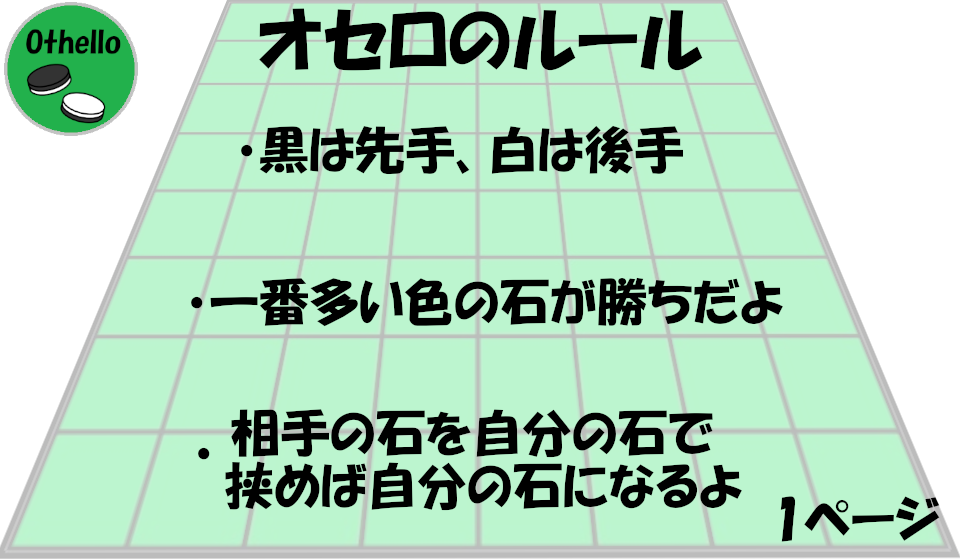 Othello
オセロのルール
・黒は先手、白は後手
・一番多い色の石が勝ちだよ
・相手の石を自分の石で
挟めば自分の石になるよ
1ページ